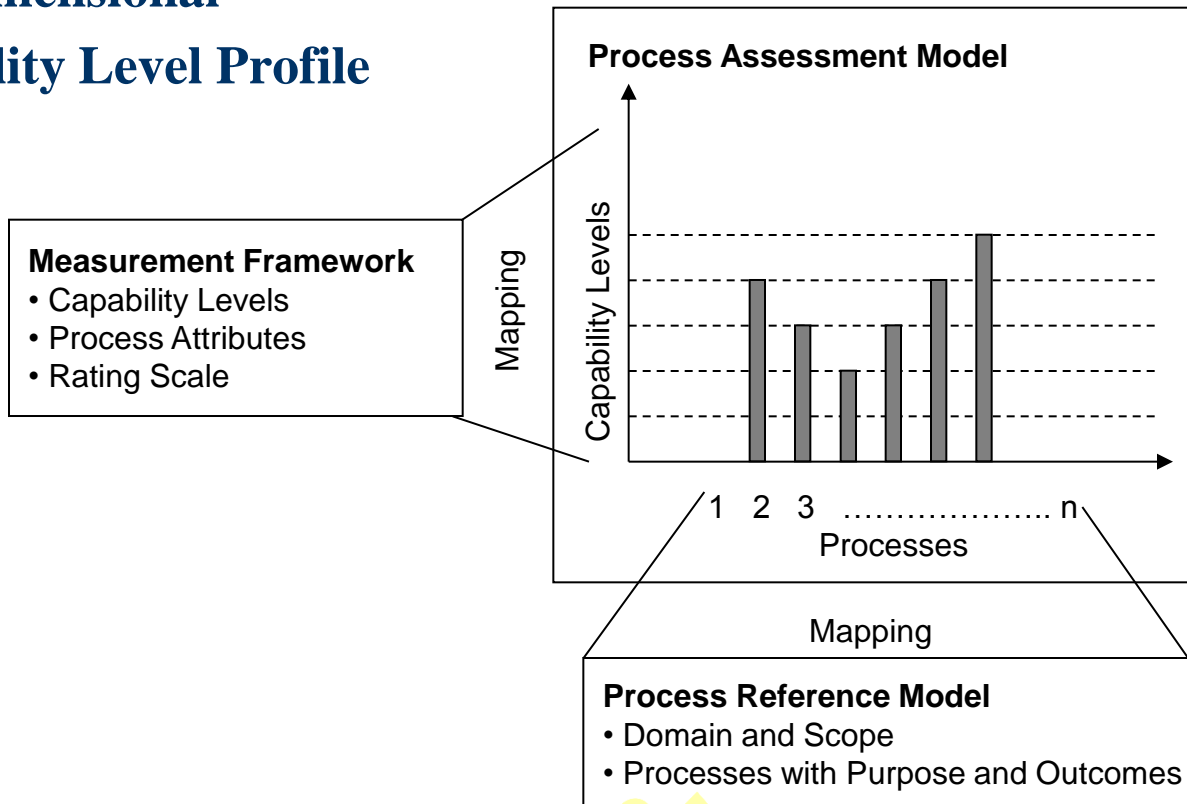 lity Level Profile
Process Assessment Model
Measurement Framework
• Capability Levels
• Process Attributes
• Rating Scale
Mapping
Capability Levels
1 2 3 ……………….. n
Processes
Mapping
Process Reference Model
• Domain and Scope
• Processes with Purpose and Outcomes